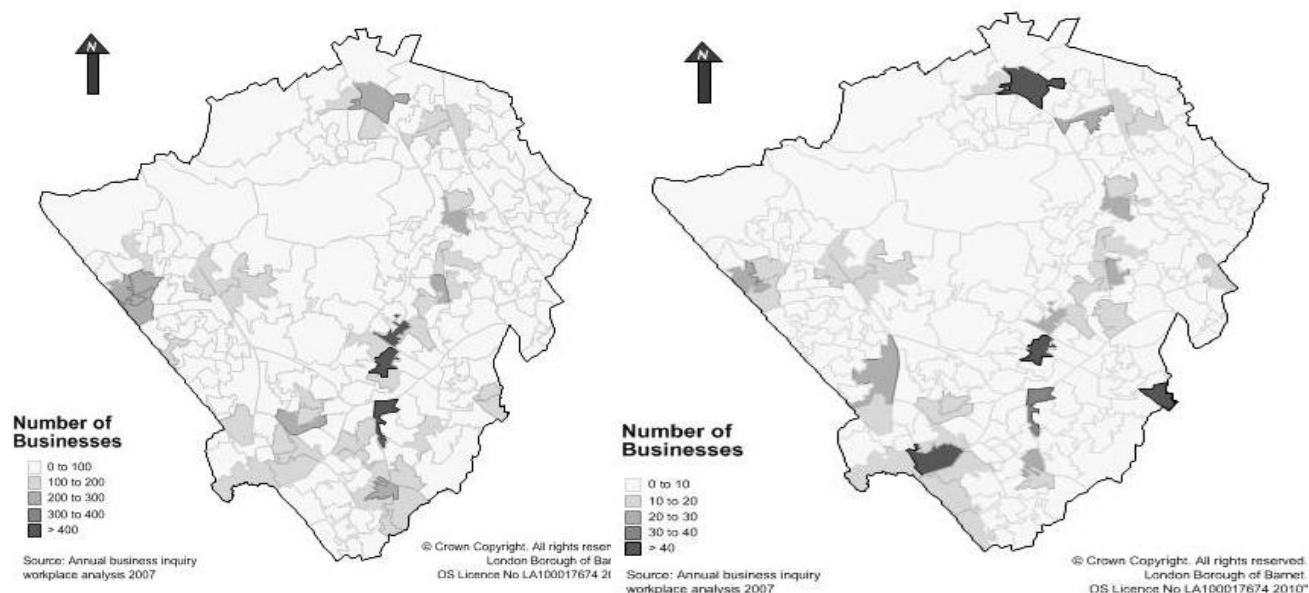 N
Number of
Businesses
0 to 100
100 to 200
200 to 300
300 to 400
> 400
Source: Annual business inquiry
workplace analysis 2007
© Crown Copyright. All rights reser
London Borough of Bar
OS Licence No LA100017674 20
N
Number of
Businesses
0 to 10
10 to 20
20 to 30
30 to 40
> 40
Source: Annual business inquiry
workplace analysis 2007
© Crown Copyright. All rights reserved.
London Borough of Barnet.
OS Licence No LA100017674 2010"